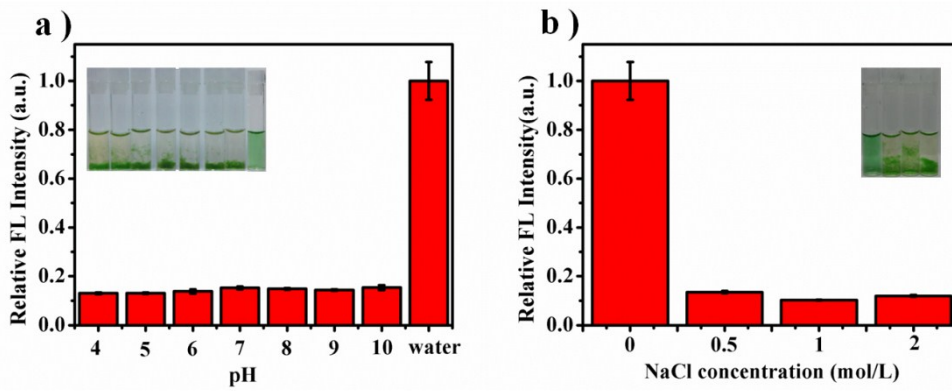 a )
Relative FL Intensity (a.u.)
1.0
0.8
0.6
0.4
0.2
0.0
4 5 6 7 8 9 10 water
pH
b )
Relative FL Intensity(a.u.)
1.0
0.8
0.6
0.4
0.2
0.0
0 0.5 1 2
NaCl concentration (mol/L)